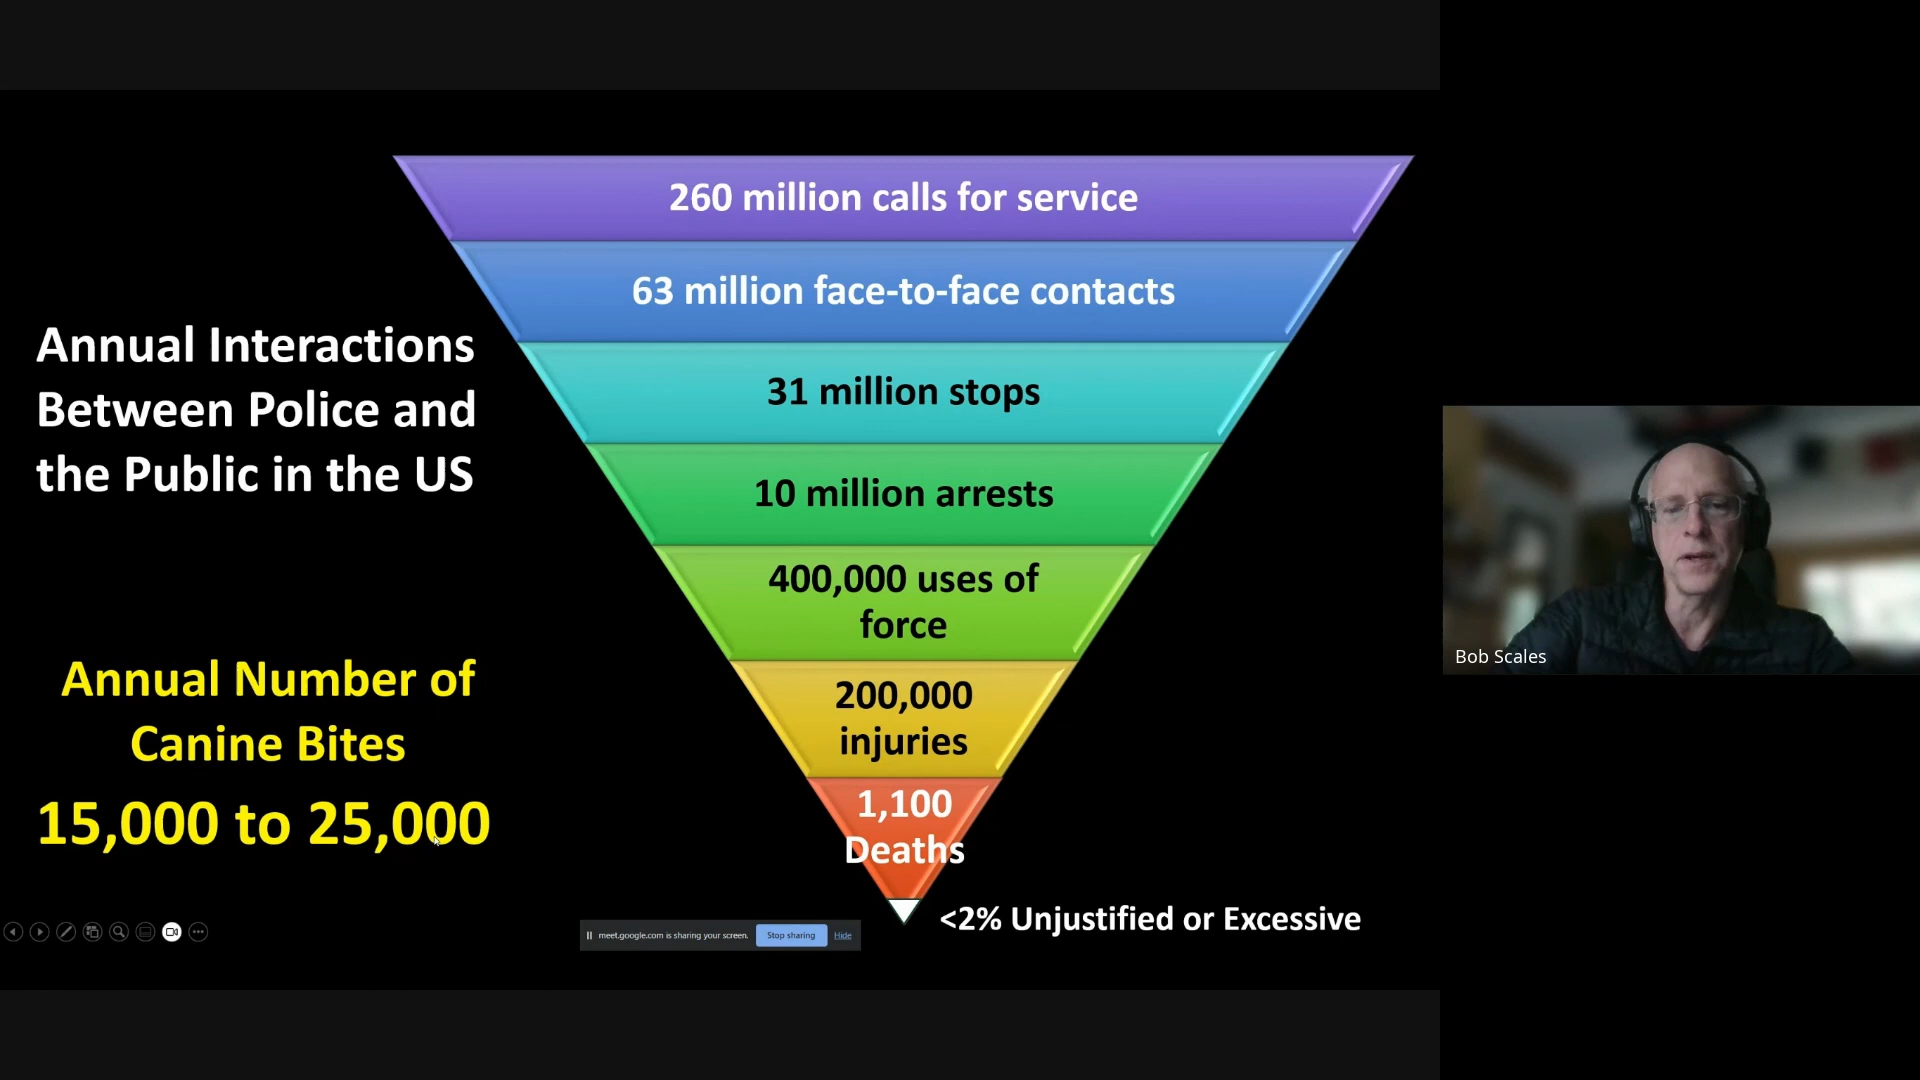 260 million calls for service
63 million face-to-face contacts
31 million stops
10 million arrests
400,000 uses of
force
200,000
injuries
1,100
Deaths
<2% Unjustified or Excessive
Annual Interactions
Between Police and
the Public in the US
Annual Number of
Canine Bites
15,000 to 25,000
meet.google.com is sharing your screen. Stop sharing Hide
Bob Scales